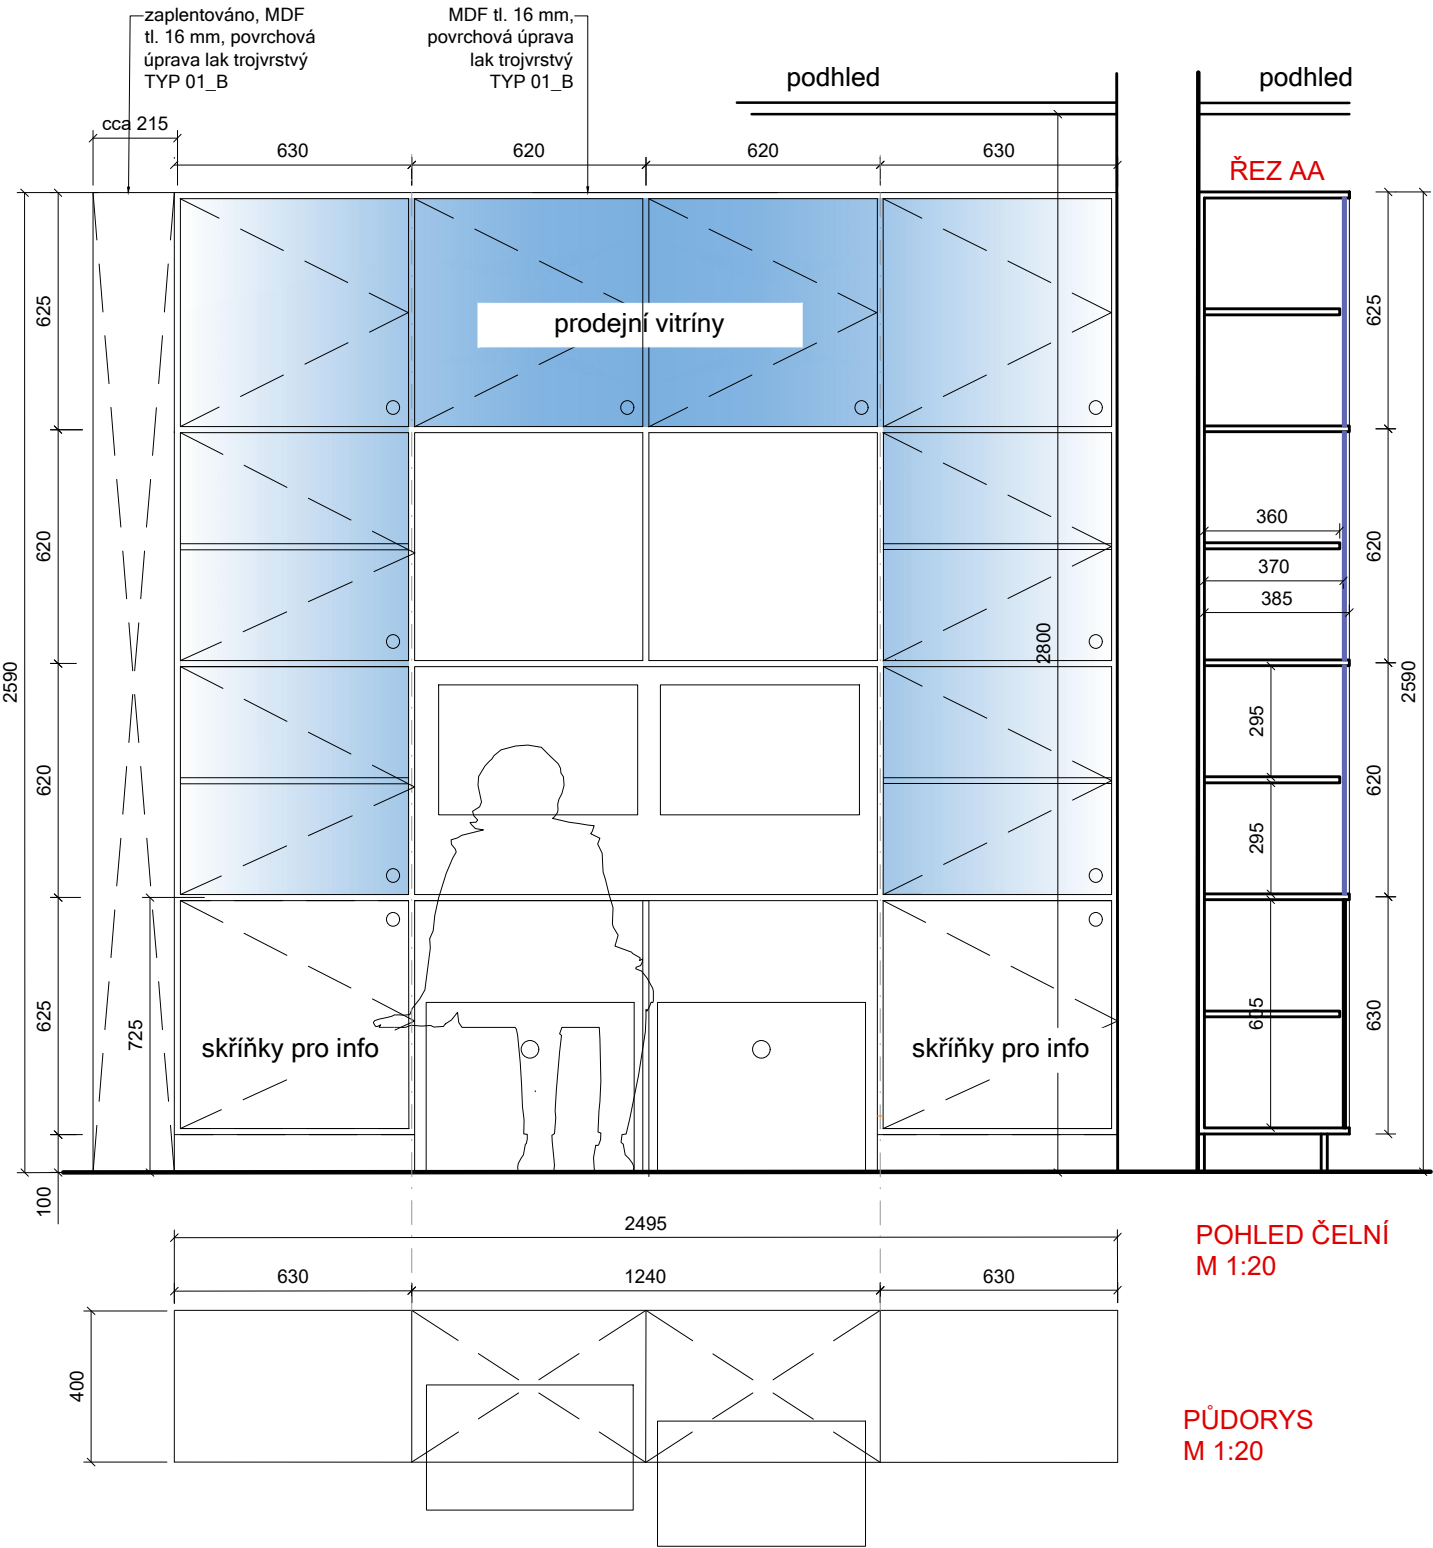 zaplentováno, MDF
tl. 16 mm, povrchová
úprava lak trojvrstvý
TYP 01_B
MDF tl. 16 mm,
povrchová úprava
lak trojvrstvý
TYP 01_B
podhled
podhled
cca 215
630
620
620
630
ŘEZ AA
prodejní vitríny
625
620
620
625
2590
725
100
2800
skříňky pro info
skříňky pro info
360
370
385
295
295
605
625
620
620
630
2590
2495
630
1240
630
400
POHLED ČELNÍ
M 1:20
PŮDORYS
M 1:20